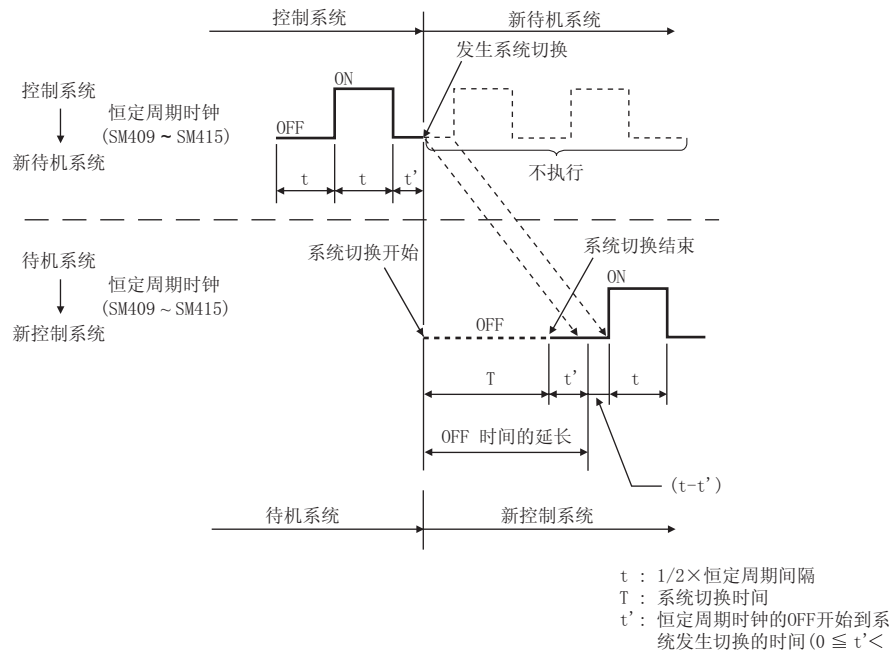 控制系统
新待机系统
发生系统切换
ON
控制系统
恒定周期时钟
(SM409 ~ SM415)
OFF
新待机系统
不执行
t
t
t'
系统切换开始
系统切换结束
待机系统
恒定周期时钟
(SM409 ~ SM415)
ON
新控制系统
OFF
T
t'
t
OFF 时间的延长
(t-t')
待机系统
新控制系统
t : 1/2×恒定周期间隔
T : 系统切换时间
t': 恒定周期时钟的OFF开始到系
统发生切换的时间(0 ≦ t'<